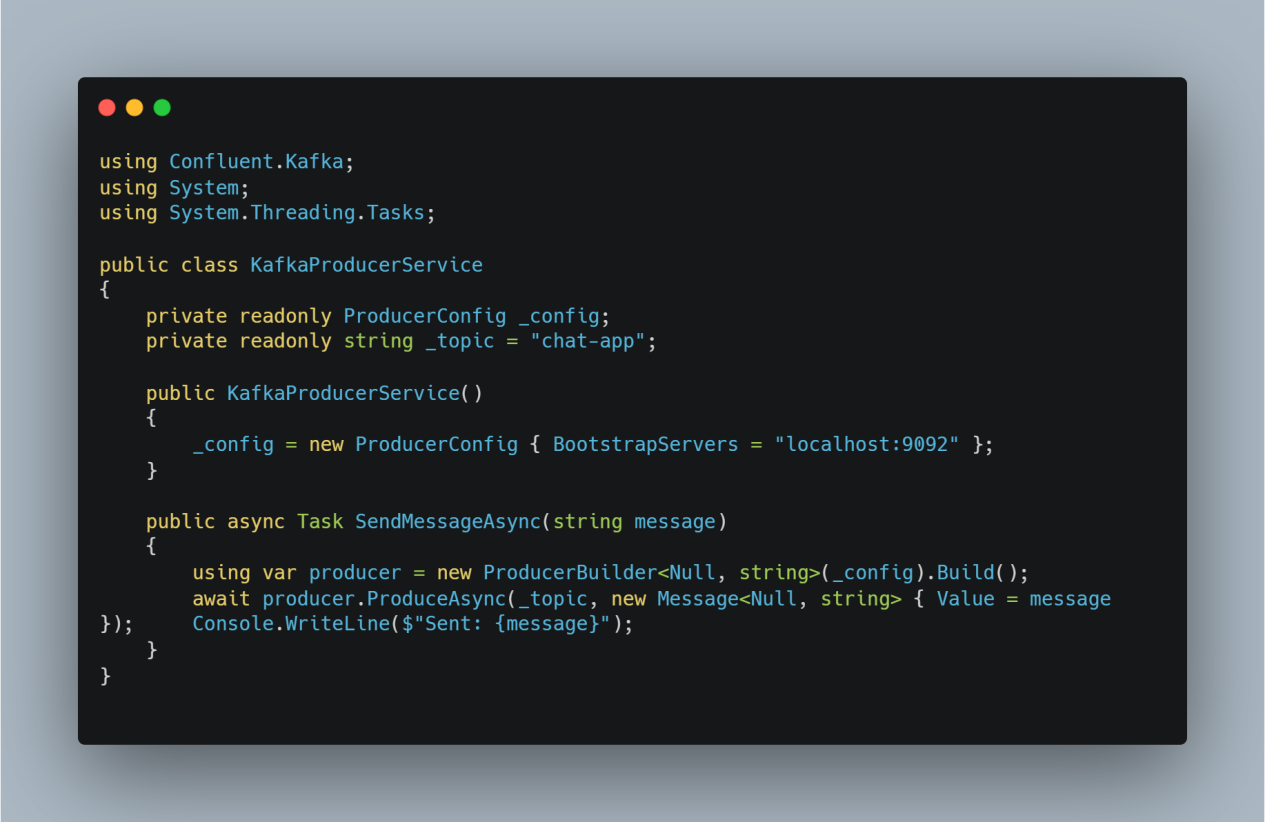 using Confluent.Kafka;
using System;
using System.Threading.Tasks;

public class KafkaProducerService
{
    private readonly ProducerConfig _config;
    private readonly string _topic = "chat-app";

    public KafkaProducerService()
    {
        _config = new ProducerConfig { BootstrapServers = "localhost:9092" };
    }

    public async Task SendMessageAsync(string message)
    {
        using var producer = new ProducerBuilder<Null, string>(_config).Build();
        await producer.ProduceAsync(_topic, new Message<Null, string> { Value = message
});     Console.WriteLine($"Sent: {message}");
    }
}